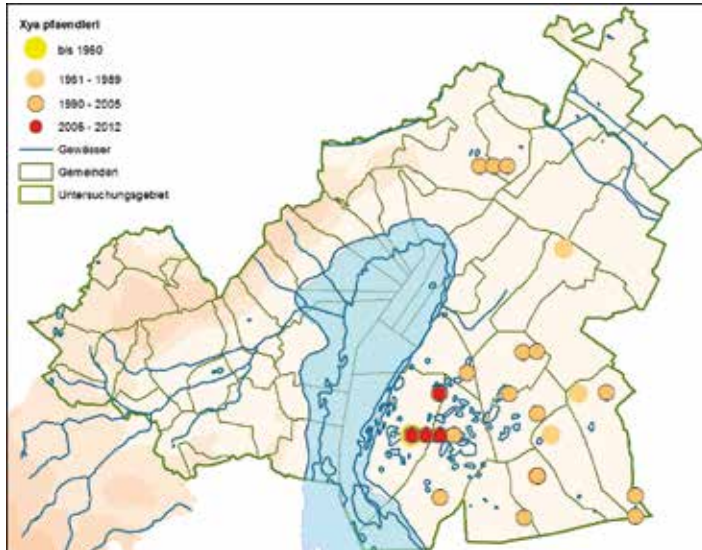 Xya pfaendleri
bis 1960
1961 - 1989
1990 - 2005
2006 - 2012
Gewässer
Gemeinden
Untersuchungsgebiet